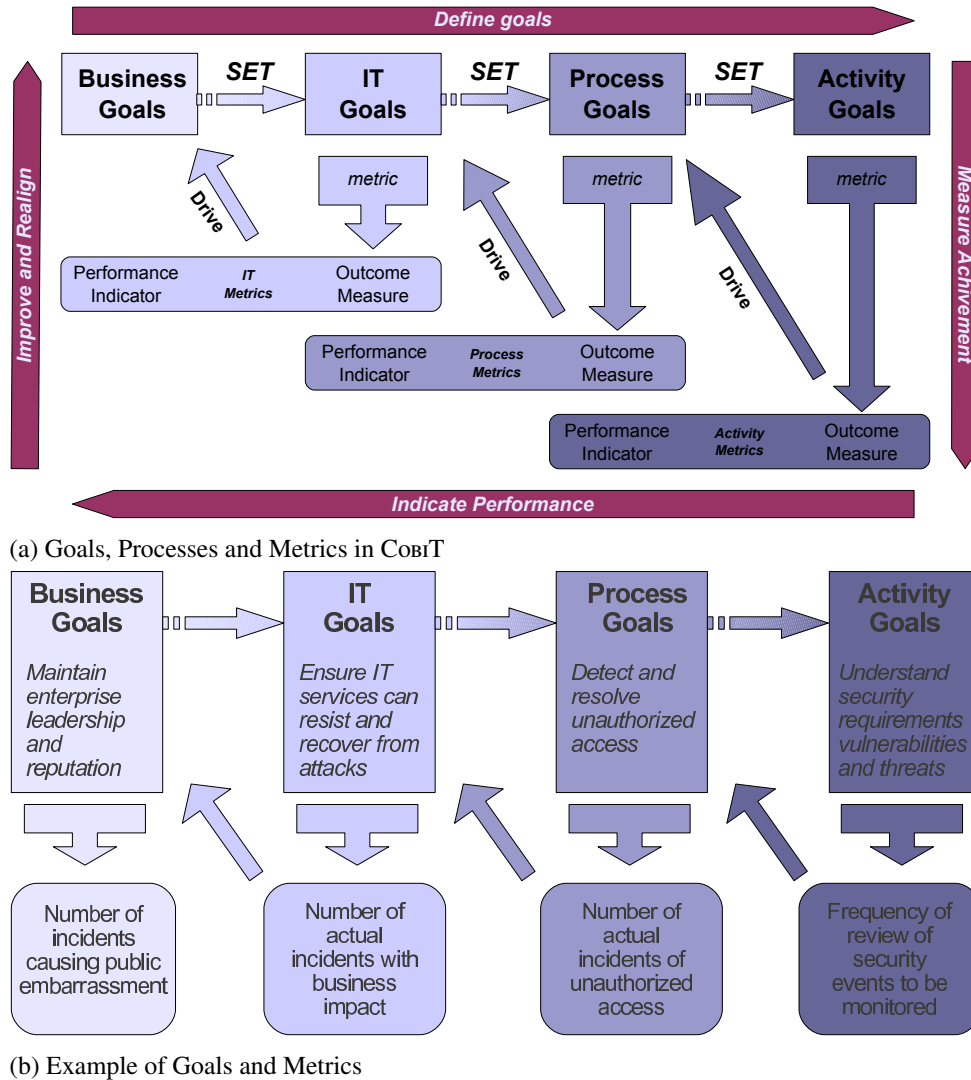 Define goals
Improve and Realign
Measure Achivement
Business
Goals
SET
IT
Goals
SET
Process
Goals
SET
Activity
Goals
Drive
metric
Drive
metric
Drive
metric
Performance
Indicator
IT
Metrics
Outcome
Measure
Performance
Indicator
Process
Metrics
Outcome
Measure
Performance
Indicator
Activity
Metrics
Outcome
Measure
Indicate Performance
(a) Goals, Processes and Metrics in CobiT
Business
Goals
Maintain
enterprise
leadership
and
reputation
IT
Goals
Ensure IT
services can
resist and
recover from
attacks
Process
Goals
Detect and
resolve
unauthorized
access
Activity
Goals
Understand
security
requirements
vulnerabilities
and threats
Number of
incidents
causing public
embarrassment
Number of
actual
incidents with
business
impact
Number of
actual
incidents of
unauthorized
access
Frequency of
review of
security
events to be
monitored
(b) Example of Goals and Metrics